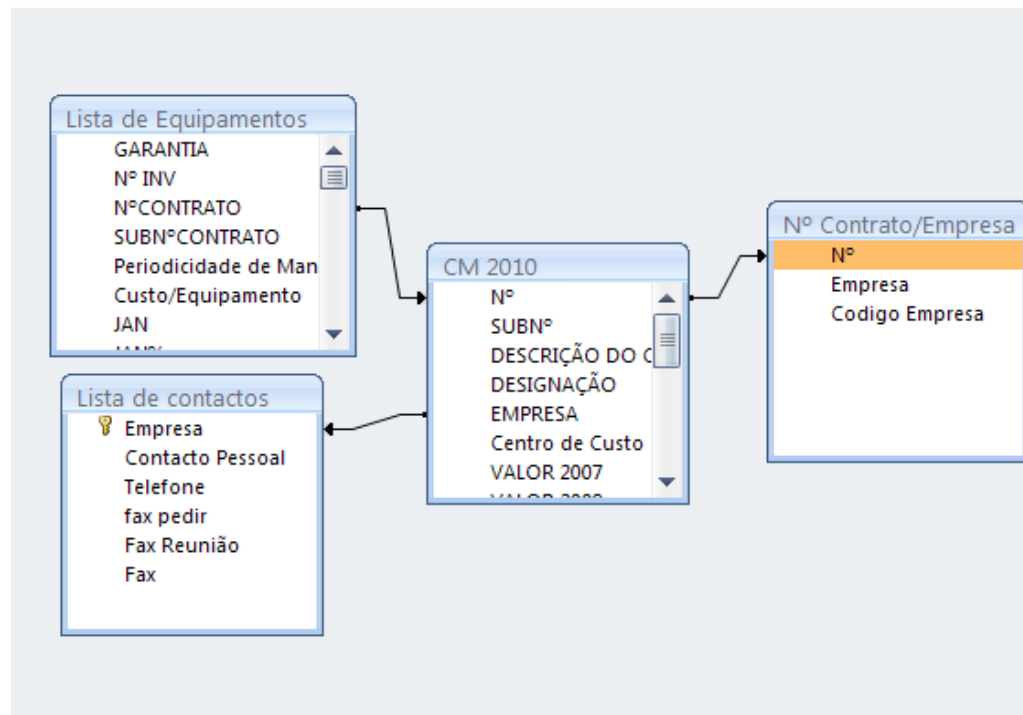 Lista de Equipamentos
GARANTIA
Nº INV
NºCONTRATO
SUBNºCONTRATO
Periodicidade de Man
Custo/Equipamento
JAN
Lista de contactos
Empresa
Contacto Pessoal
Telefone
fax pedir
Fax Reunião
Fax
CM 2010
Nº
SUBNº
DESCRIÇÃO DO C
DESIGNAÇÃO
EMPRESA
Centro de Custo
VALOR 2007
Nº Contrato/Empresa
Nº
Empresa
Codigo Empresa